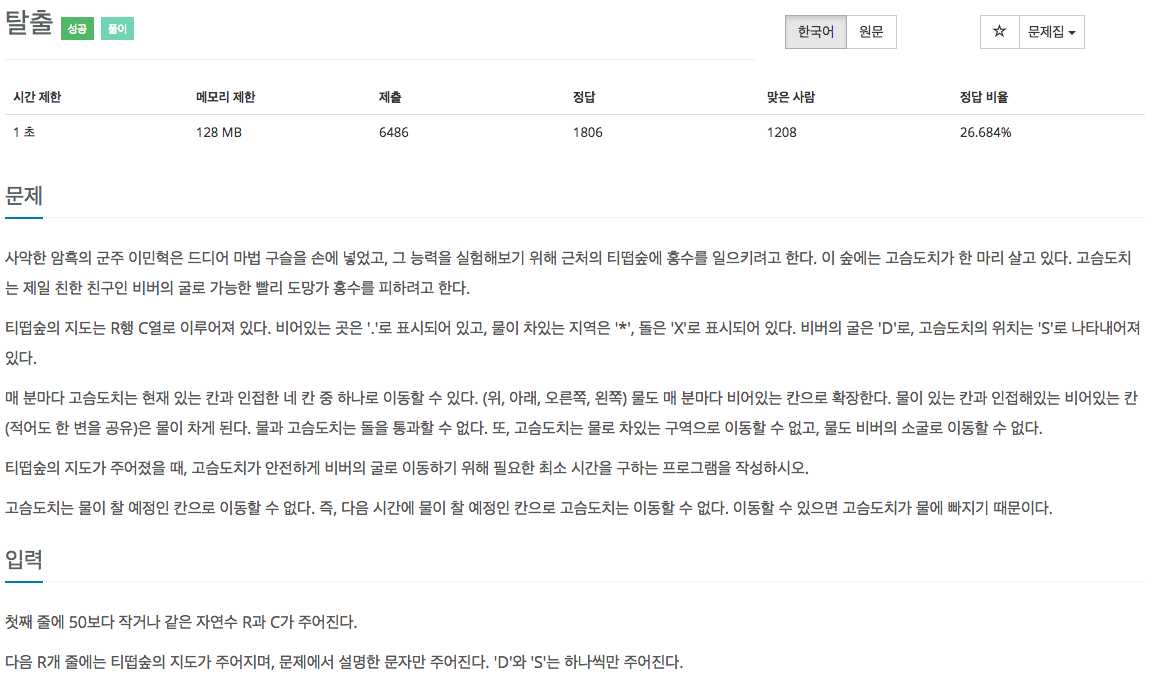 탈출 성공 풀이 한국어 원문 ☆ 문제집
시간 제한 메모리 제한 제출 정답 맞은 사람 정답 비율
1 초 128 MB 6486 1806 1208 26.684%
문제
사악한 암흑의 군주 이민혁은 드디어 마법 구슬을 손에 넣었고, 그 능력을 실험해보기 위해 근처의 티떱숲에 홍수를 일으키려고 한다. 이 숲에는 고슴도치가 한 마리 살고 있다. 고슴도치
는 제일 친한 친구인 비버의 굴로 가능한 빨리 도망가 홍수를 피하려고 한다.
티떱숲의 지도는 R행 C열로 이루어져 있다. 비어있는 곳은 '.'로 표시되어 있고, 물이 차있는 지역은 '*', 돌은 'X'로 표시되어 있다. 비버의 굴은 'D'로, 고슴도치의 위치는 'S'로 나타내어져
있다.
매 분마다 고슴도치는 현재 있는 칸과 인접한 네 칸 중 하나로 이동할 수 있다. (위, 아래, 오른쪽, 왼쪽) 물도 매 분마다 비어있는 칸으로 확장한다. 물이 있는 칸과 인접해있는 비어있는 칸
(적어도 한 변을 공유)은 물이 차게 된다. 물과 고슴도치는 돌을 통과할 수 없다. 또, 고슴도치는 물로 차있는 구역으로 이동할 수 없고, 물도 비버의 소굴로 이동할 수 없다.
티떱숲의 지도가 주어졌을 때, 고슴도치가 안전하게 비버의 굴로 이동하기 위해 필요한 최소 시간을 구하는 프로그램을 작성하시오.
고슴도치는 물이 찰 예정인 칸으로 이동할 수 없다. 즉, 다음 시간에 물이 찰 예정인 칸으로 고슴도치는 이동할 수 없다. 이동할 수 있으면 고슴도치가 물에 빠지기 때문이다.
입력
첫째 줄에 50보다 작거나 같은 자연수 R과 C가 주어진다.
다음 R개 줄에는 티떱숲의 지도가 주어지며, 문제에서 설명한 문자만 주어진다. 'D'와 'S'는 하나씩만 주어진다.